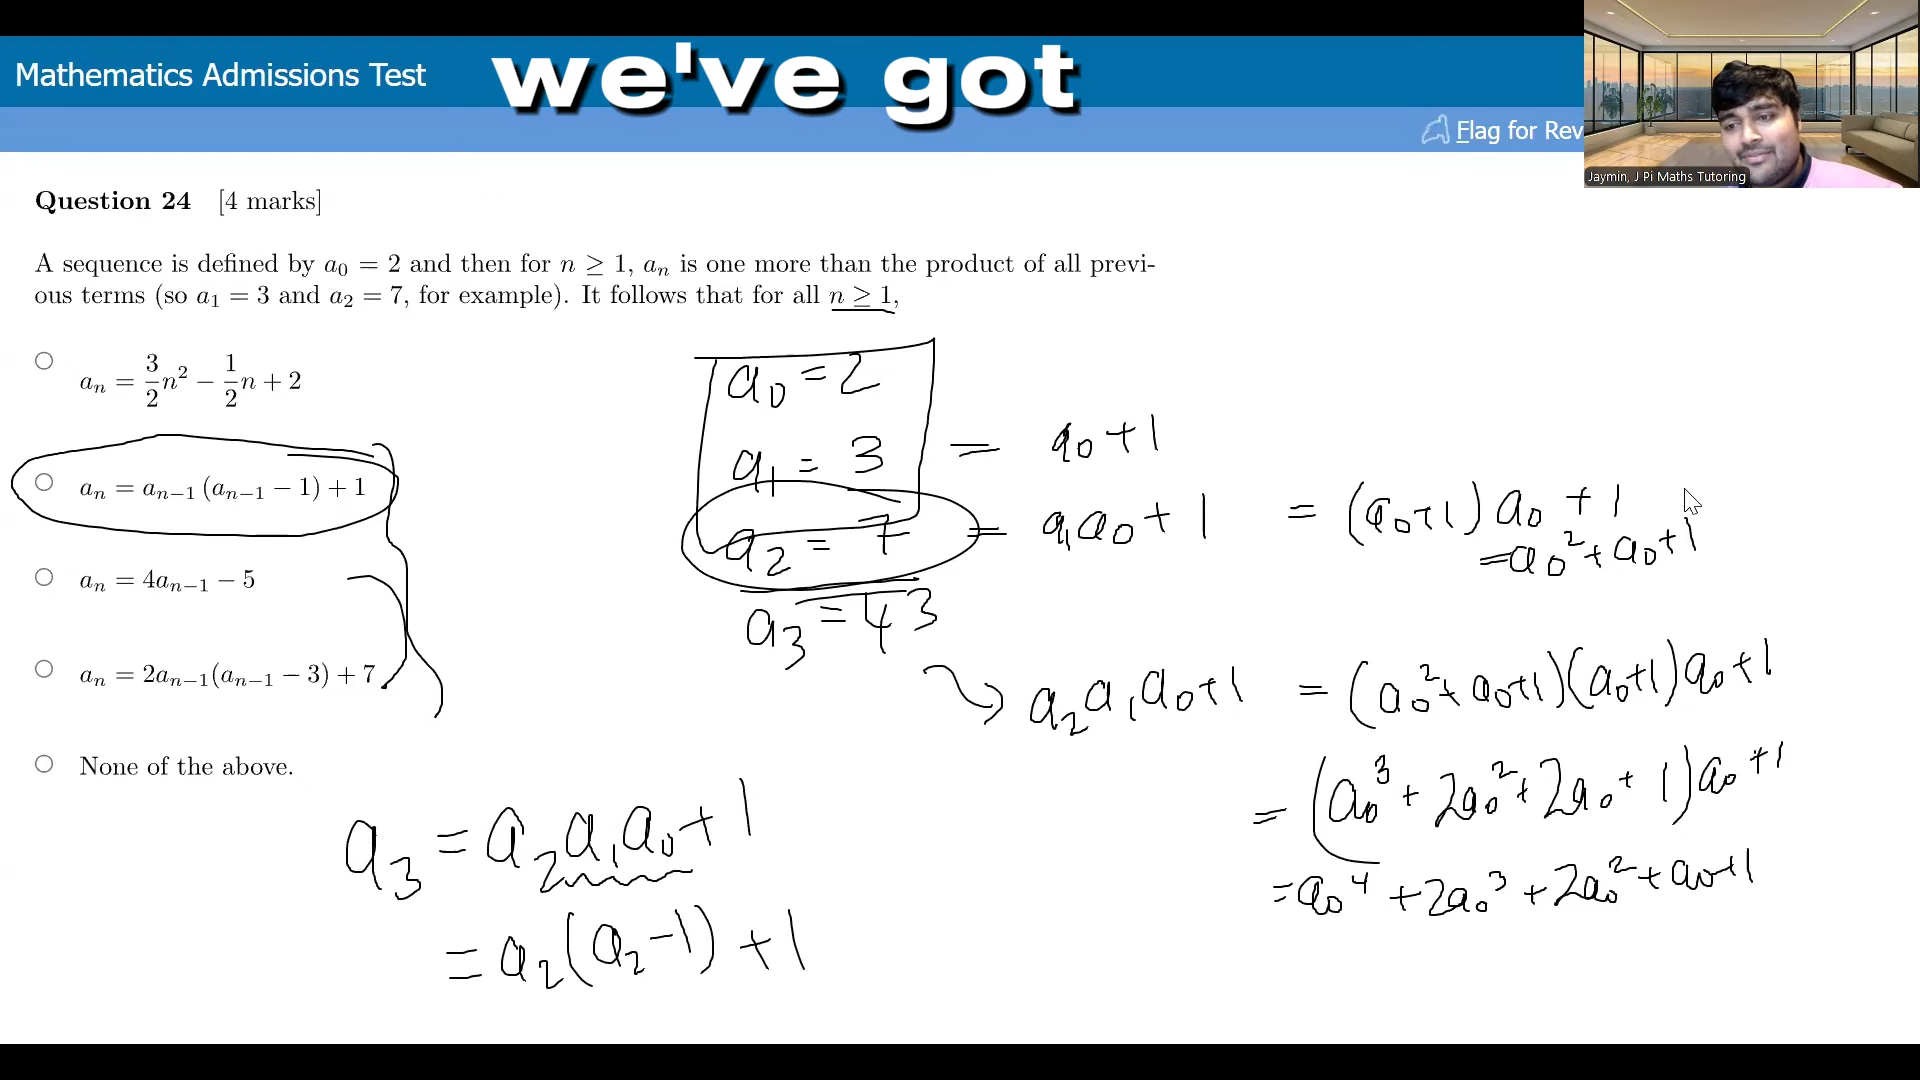 we've got
Mathematics Admissions Test
Flag for Rev
Jaymin, J Pi Maths Tutoring
Question 24 [4 marks]
A sequence is defined by a₀ = 2 and then for n ≥ 1, aₙ is one more than the product of all previ-
ous terms (so a₁ = 3 and a₂ = 7, for example). It follows that for all n ≥ 1,
aₙ = 3/2 n² − 1/2 n + 2
aₙ = aₙ₋₁ (aₙ₋₁ − 1) + 1
aₙ = 4aₙ₋₁ − 5
aₙ = 2aₙ₋₁(aₙ₋₁ − 3) + 7
None of the above.
a₀ = 2
a₁ = 3 = a₀+1
a₂ = 7 = a₁a₀+1 = (a₀+1)a₀+1
=a₀²+a₀+1
a₃ = 43
a₂a₁a₀+1 = (a₀²+a₀+1)(a₀+1)a₀+1
= (a₀³+2a₀²+2a₀+1)a₀+1
=a₀⁴+2a₀³+2a₀²+a₀+1
a₃ = a₂a₁a₀+1
= a₂(a₂−1)+1